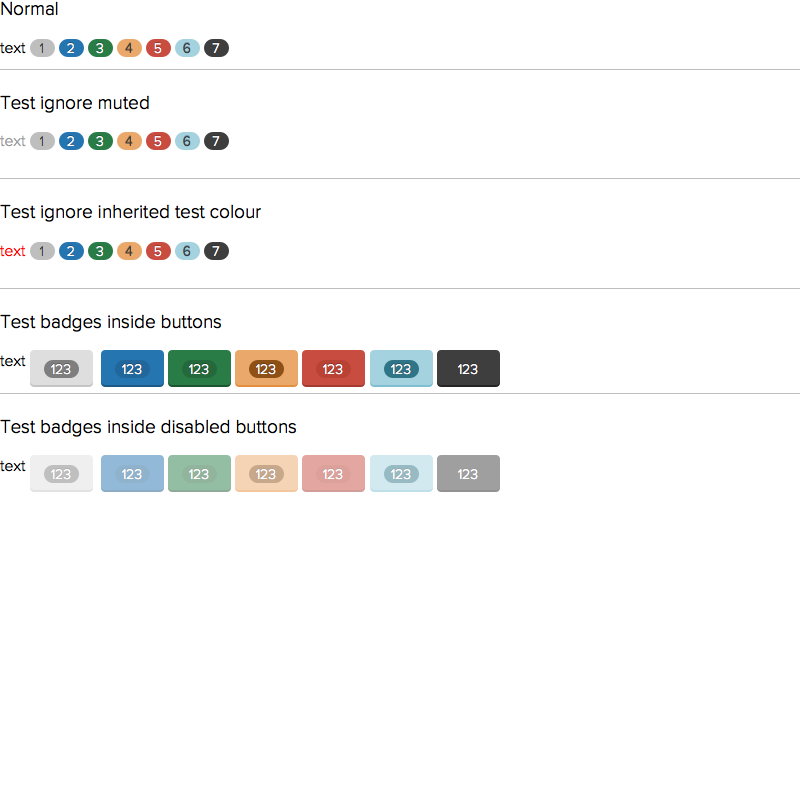 Normal
text 1 2 3 4 5 6 7
Test ignore muted
text 1 2 3 4 5 6 7
Test ignore inherited test colour
text 1 2 3 4 5 6 7
Test badges inside buttons
text 123 123 123 123 123 123 123
Test badges inside disabled buttons
text 123 123 123 123 123 123 123